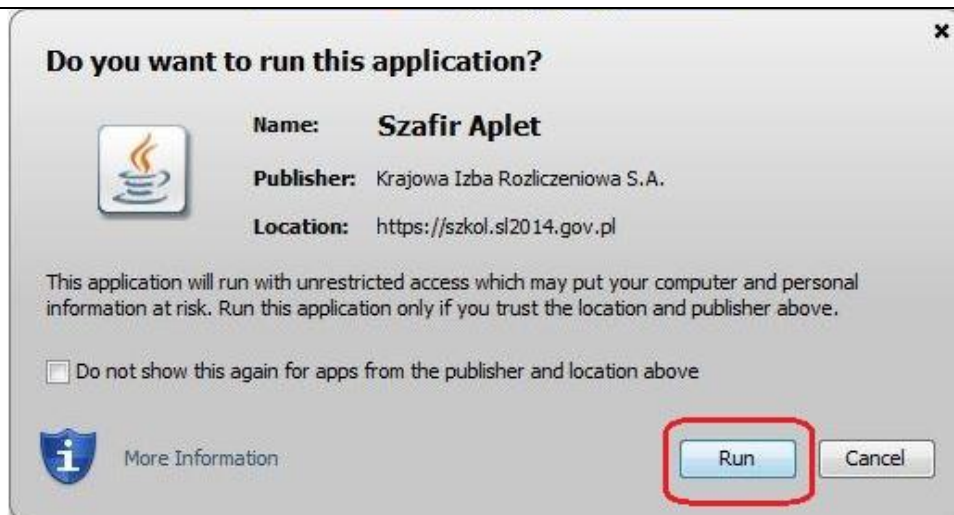 Do you want to run this application?
Name: Szafir Aplet
Publisher: Krajowa Izba Rozliczeniowa S.A.
Location: https://szkol.sl2014.gov.pl
This application will run with unrestricted access which may put your computer and personal
information at risk. Run this application only if you trust the location and publisher above.
Do not show this again for apps from the publisher and location above
More Information
Run Cancel